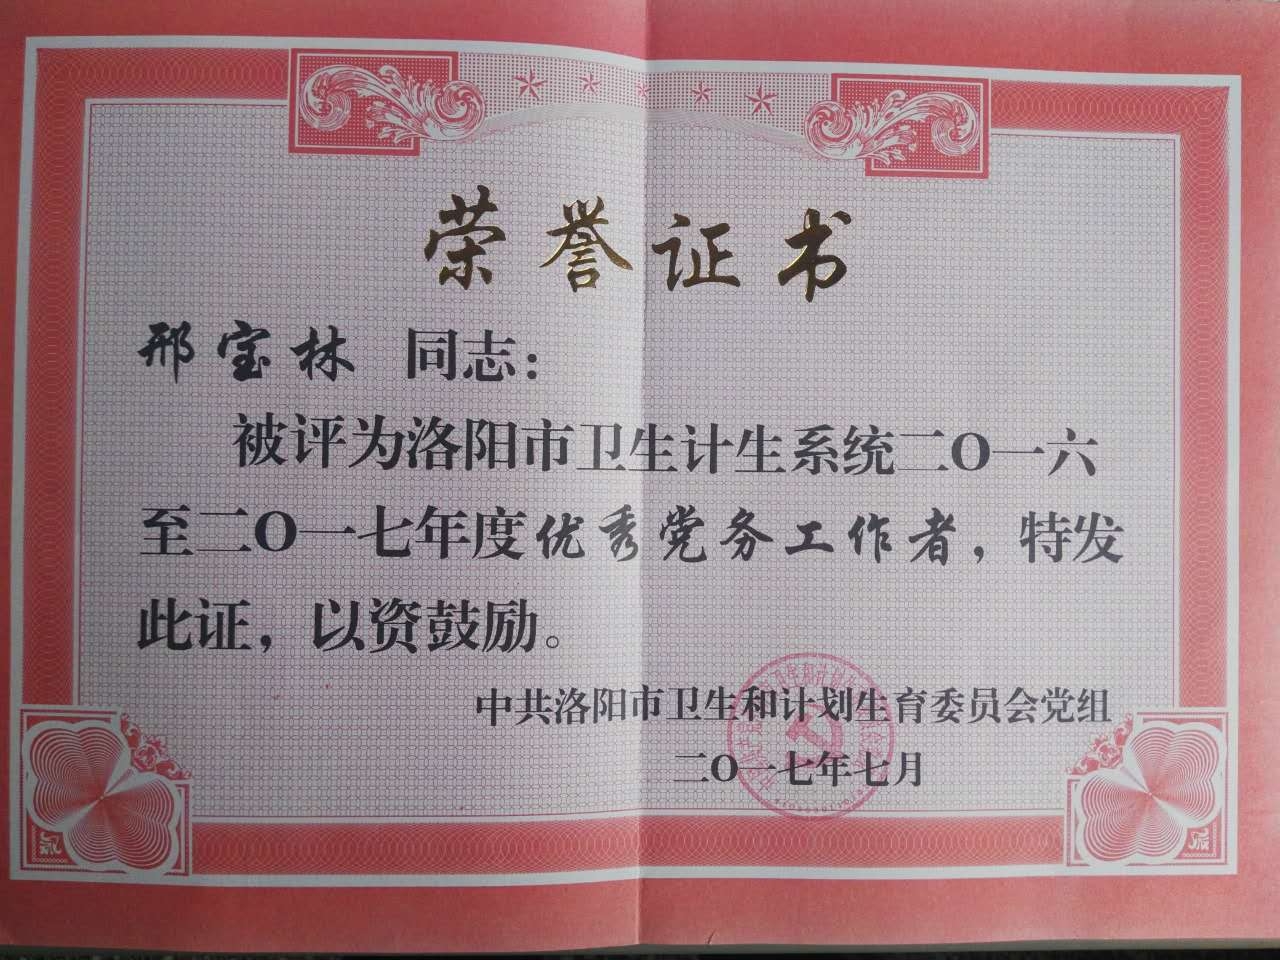 荣誉证书
邢宝林 同志：
被评为洛阳市卫生计生系统二〇一六
至二〇一七年度优秀党务工作者，特发
此证，以资鼓励。
中共洛阳市卫生和计划生育委员会党组
二〇一七年七月